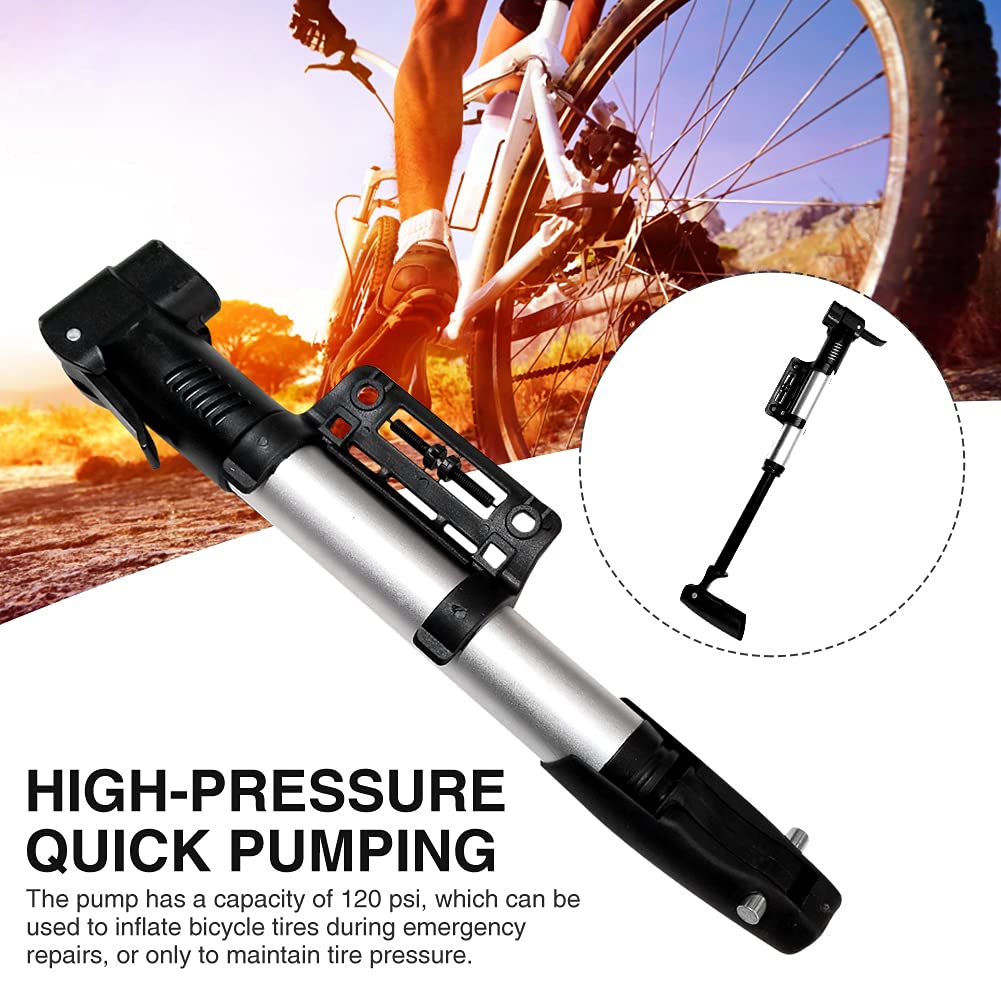 HIGH-PRESSURE
QUICK PUMPING
The pump has a capacity of 120 psi, which can be
used to inflate bicycle tires during emergency
repairs, or only to maintain tire pressure.